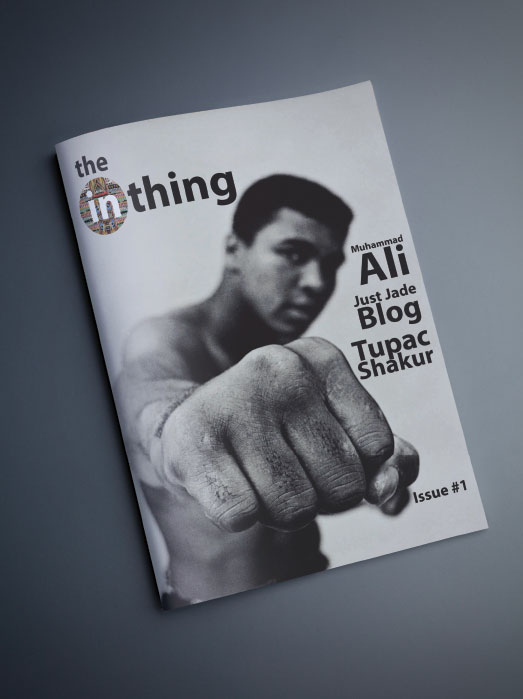 the
in thing
Muhammad
Ali
Just Jade
Blog
Tupac
Shakur
Issue #1